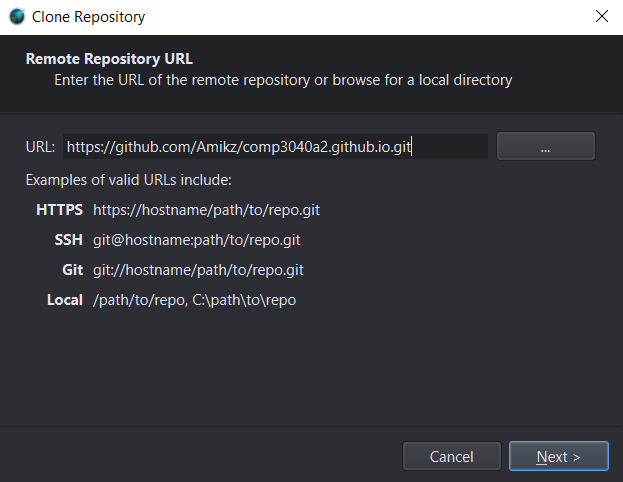 Clone Repository
Remote Repository URL
Enter the URL of the remote repository or browse for a local directory
URL: https://github.com/Amikz/comp3040a2.github.io.git ...
Examples of valid URLs include:
HTTPS https://hostname/path/to/repo.git
SSH git@hostname:path/to/repo.git
Git git://hostname/path/to/repo.git
Local /path/to/repo, C:\path\to\repo
Cancel Next >